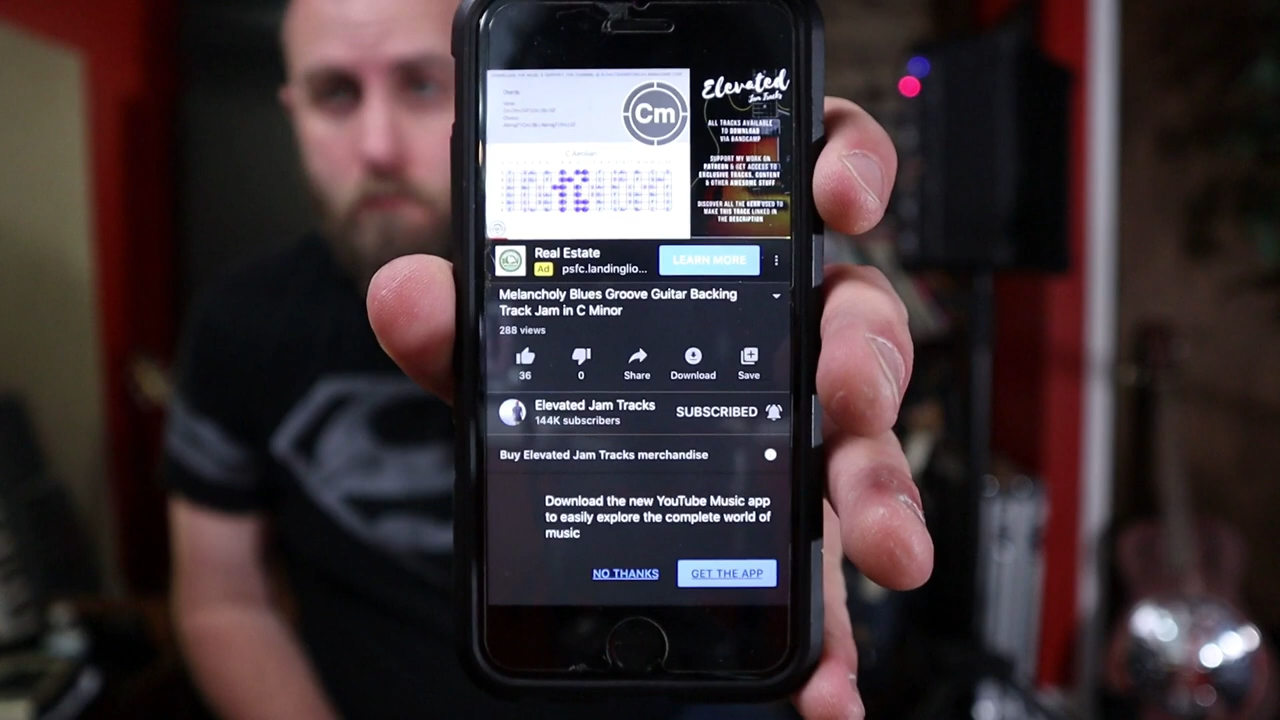 Chords:
Cm
C Aeolian
Elevated
Jam Tracks
ALL TRACKS AVAILABLE
TO DOWNLOAD
VIA BANDCAMP
SUPPORT MY WORK ON
PATREON & GET ACCESS TO
EXCLUSIVE TRACKS, CONTENT
& OTHER AWESOME STUFF
DISCOVER ALL THE GEAR USED TO
MAKE THIS TRACK LINKED IN
THE DESCRIPTION
Real Estate
Ad psfc.landinglio...
LEARN MORE
Melancholy Blues Groove Guitar Backing
Track Jam in C Minor
288 views
36
0
Share
Download
Save
Elevated Jam Tracks
144K subscribers
SUBSCRIBED
Buy Elevated Jam Tracks merchandise
Download the new YouTube Music app
to easily explore the complete world of
music
NO THANKS
GET THE APP